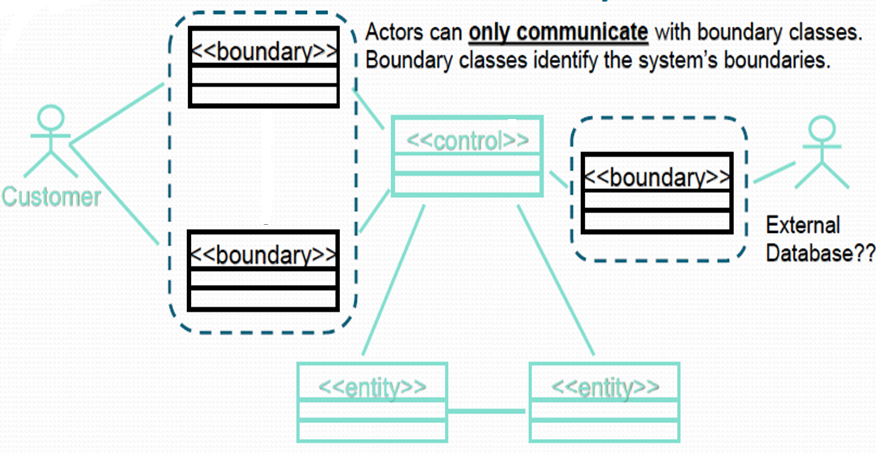 Actors can only communicate with boundary classes.
Boundary classes identify the system's boundaries.
<<boundary>>
<<control>>
<<boundary>>
Customer
<<boundary>>
External
Database??
<<entity>>
<<entity>>